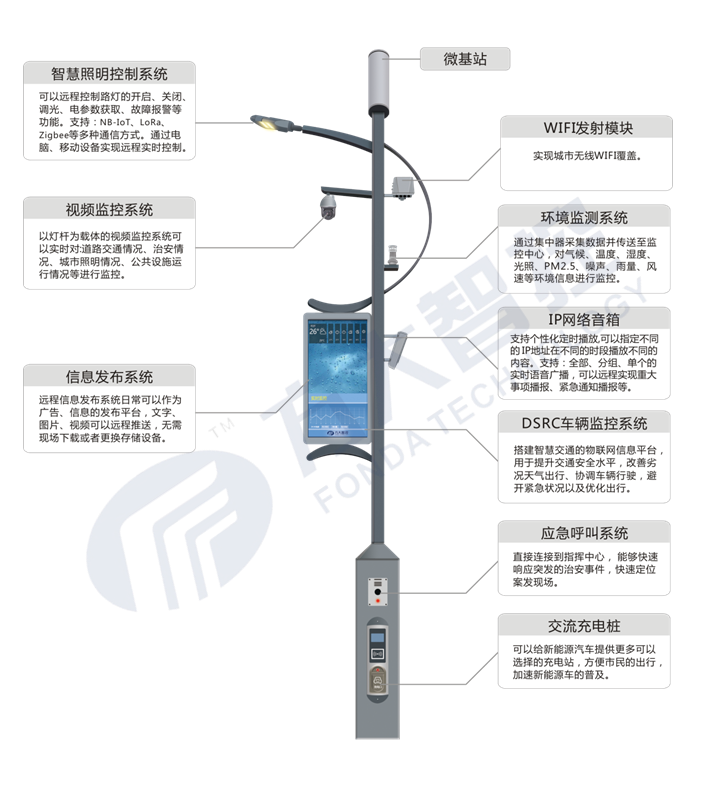 微基站
智慧照明控制系统
可以远程控制路灯的开启、关闭、
调光、电参数获取、故障报警等
功能。支持：NB-IoT、LoRa、
Zigbee等多种通信方式。通过电
脑、移动设备实现远程实时控制。
视频监控系统
以灯杆为载体的视频监控系统可
以实时对:道路交通情况、治安情
况、城市照明情况、公共设施运
行情况等进行监控。
信息发布系统
远程信息发布系统日常可以作为
广告、信息的发布平台，文字、
图片、视频可以远程推送，无需
现场下载或者更换存储设备。
WIFI发射模块
实现城市无线WIFI覆盖。
环境监测系统
通过集中器采集数据并传送至监
控中心，对气候、温度、湿度、
光照、PM2.5、噪声、雨量、风
速等环境信息进行监控。
IP网络音箱
支持个性化定时播放,可以指定不同
的IP地址在不同的时段播放不同的
内容。支持：全部、分组、单个的
实时语音广播，可以远程实现重大
事项播报、紧急通知播报等。
DSRC车辆监控系统
搭建智慧交通的物联网信息平台，
用于提升交通安全水平，改善劣
况天气出行、协调车辆行驶，避
开紧急状况以及优化出行。
应急呼叫系统
直接连接到指挥中心， 能够快速
响应突发的治安事件，快速定位
案发现场。
交流充电桩
可以给新能源汽车提供更多可以
选择的充电站，方便市民的出行，
加速新能源车的普及。
26°
TM
方大智控
FONDA TECHNOLOGY